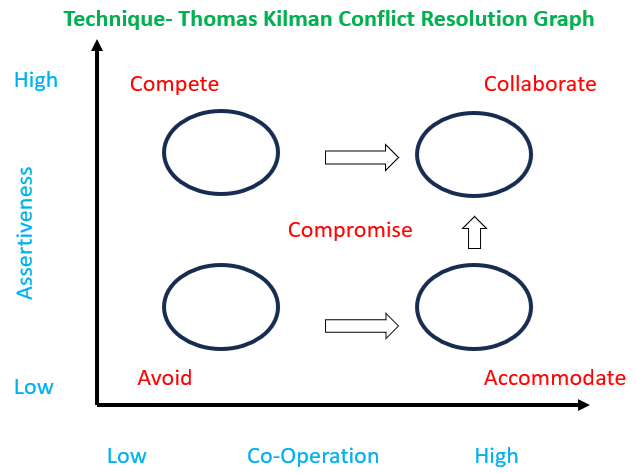 Technique- Thomas Kilman Conflict Resolution Graph
High
Compete
Collaborate
Assertiveness
Compromise
Low
Avoid
Accommodate
Low
Co-Operation
High